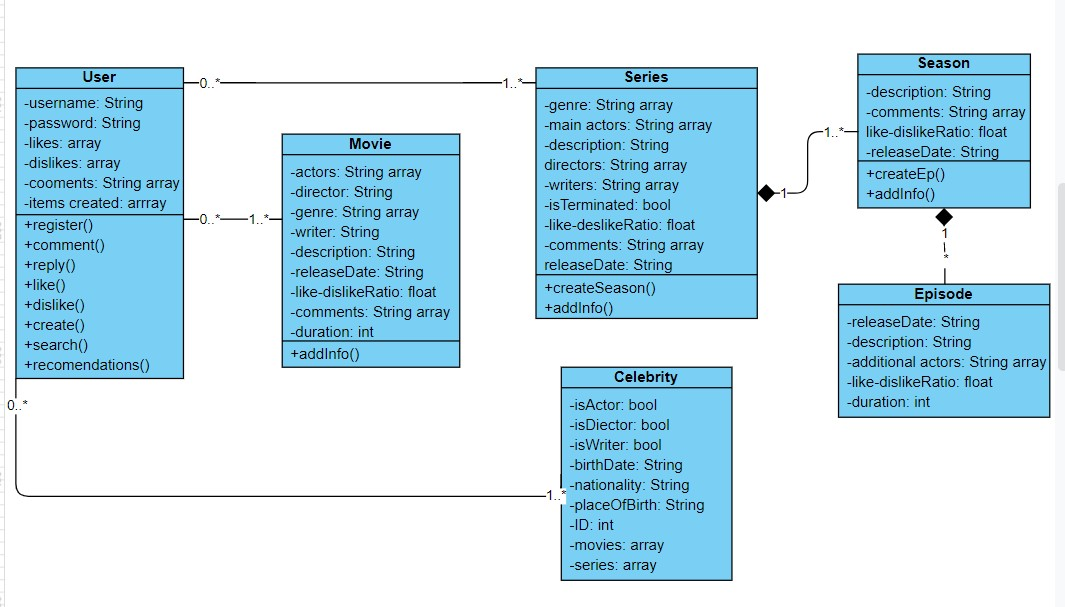 User
-username: String
-password: String
-likes: array
-dislikes: array
-cooments: String array
-items created: arrray
+register()
+comment()
+reply()
+like()
+dislike()
+create()
+search()
+recomendations()
0..*
1..*
0..*
1..*
0..*
1..*
Movie
-actors: String array
-director: String
-genre: String array
-writer: String
-description: String
-releaseDate: String
-like-dislikeRatio: float
-comments: String array
-duration: int
+addInfo()
Series
-genre: String array
-main actors: String array
-description: String
directors: String array
-writers: String array
-isTerminated: bool
-like-deslikeRatio: float
-comments: String array
releaseDate: String
+createSeason()
+addInfo()
1
1..*
Season
-description: String
-comments: String array
like-dislikeRatio: float
-releaseDate: String
+createEp()
+addInfo()
1
*
Episode
-releaseDate: String
-description: String
-additional actors: String array
-like-dislikeRatio: float
-duration: int
Celebrity
-isActor: bool
-isDiector: bool
-isWriter: bool
-birthDate: String
-nationality: String
-placeOfBirth: String
-ID: int
-movies: array
-series: array